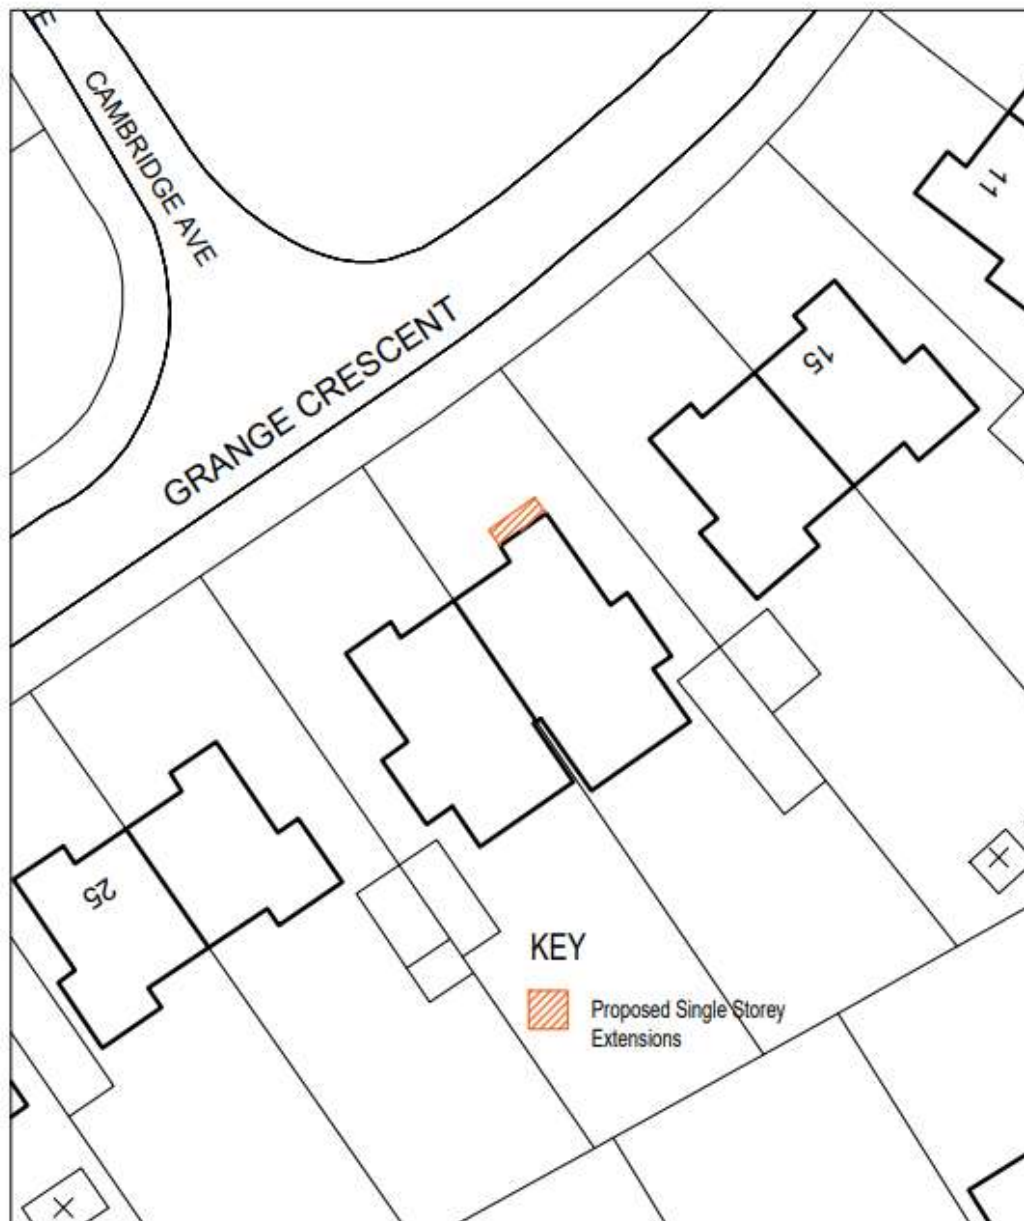 CAMBRIDGE AVE
11
GRANGE CRESCENT
15
25
KEY
Proposed Single Storey
Extensions